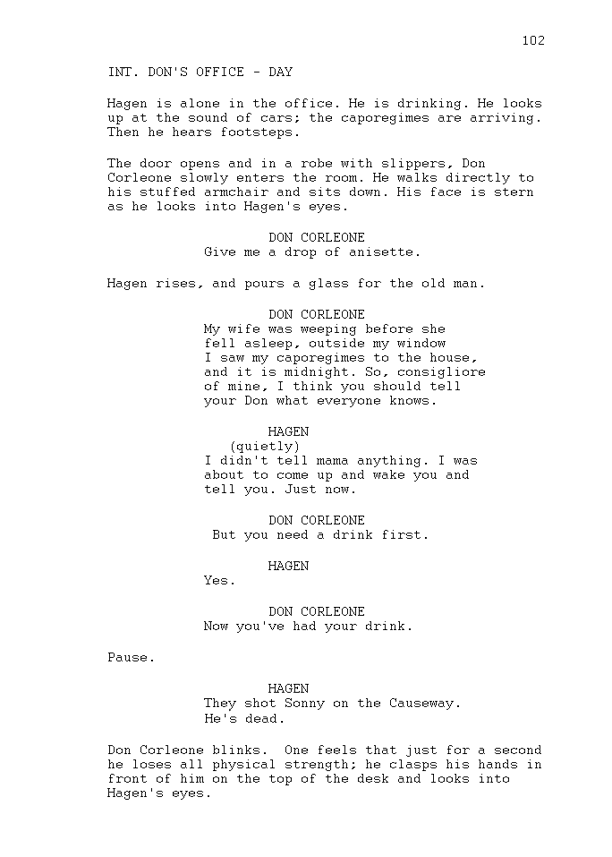 102
INT. DON'S OFFICE - DAY
Hagen is alone in the office. He is drinking. He looks
up at the sound of cars; the caporegimes are arriving.
Then he hears footsteps.
The door opens and in a robe with slippers, Don
Corleone slowly enters the room. He walks directly to
his stuffed armchair and sits down. His face is stern
as he looks into Hagen's eyes.
DON CORLEONE
Give me a drop of anisette.
Hagen rises, and pours a glass for the old man.
DON CORLEONE
My wife was weeping before she
fell asleep, outside my window
I saw my caporegimes to the house,
and it is midnight. So, consigliore
of mine, I think you should tell
your Don what everyone knows.
HAGEN
(quietly)
I didn't tell mama anything. I was
about to come up and wake you and
tell you. Just now.
DON CORLEONE
But you need a drink first.
HAGEN
Yes.
DON CORLEONE
Now you've had your drink.
Pause.
HAGEN
They shot Sonny on the Causeway.
He's dead.
Don Corleone blinks.  One feels that just for a second
he loses all physical strength; he clasps his hands in
front of him on the top of the desk and looks into
Hagen's eyes.